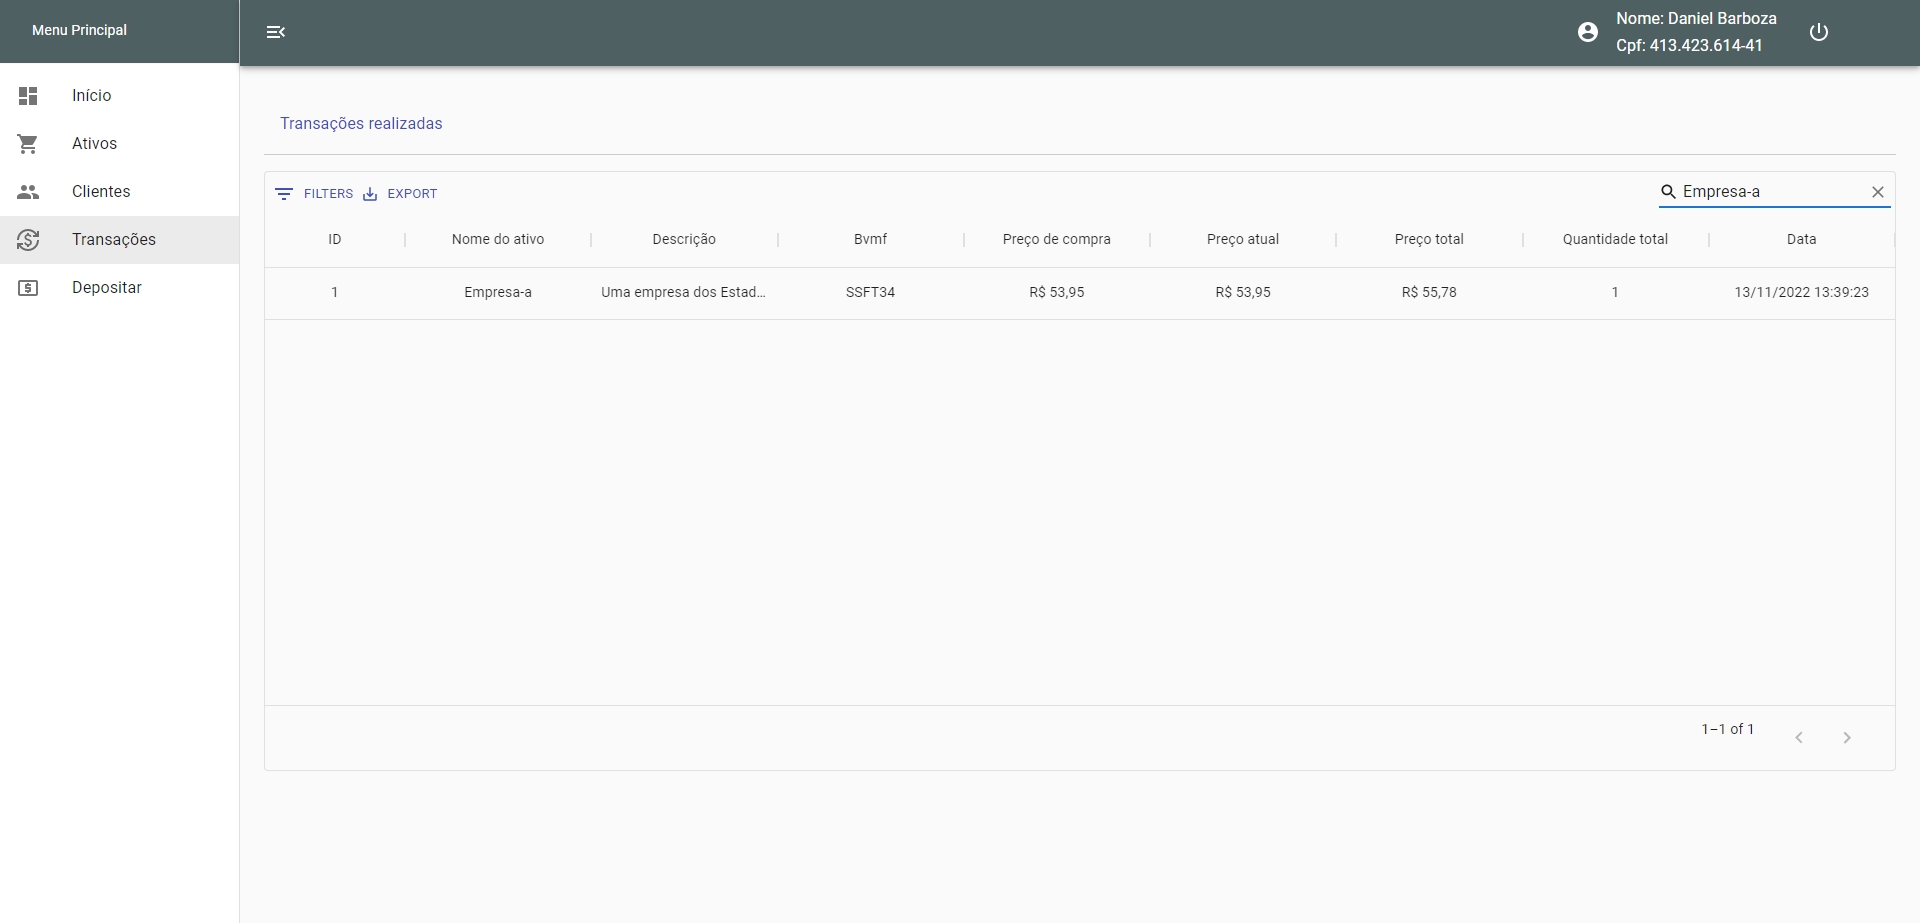 Menu Principal
Nome: Daniel Barboza
Cpf: 413.423.614-41
Início
Ativos
Clientes
Transações
Depositar
Transações realizadas
FILTERS EXPORT
Empresa-a
ID Nome do ativo Descrição Bvmf Preço de compra Preço atual Preço total Quantidade total Data
1 Empresa-a Uma empresa dos Estad... SSFT34 R$ 53,95 R$ 53,95 R$ 55,78 1 13/11/2022 13:39:23
1–1 of 1